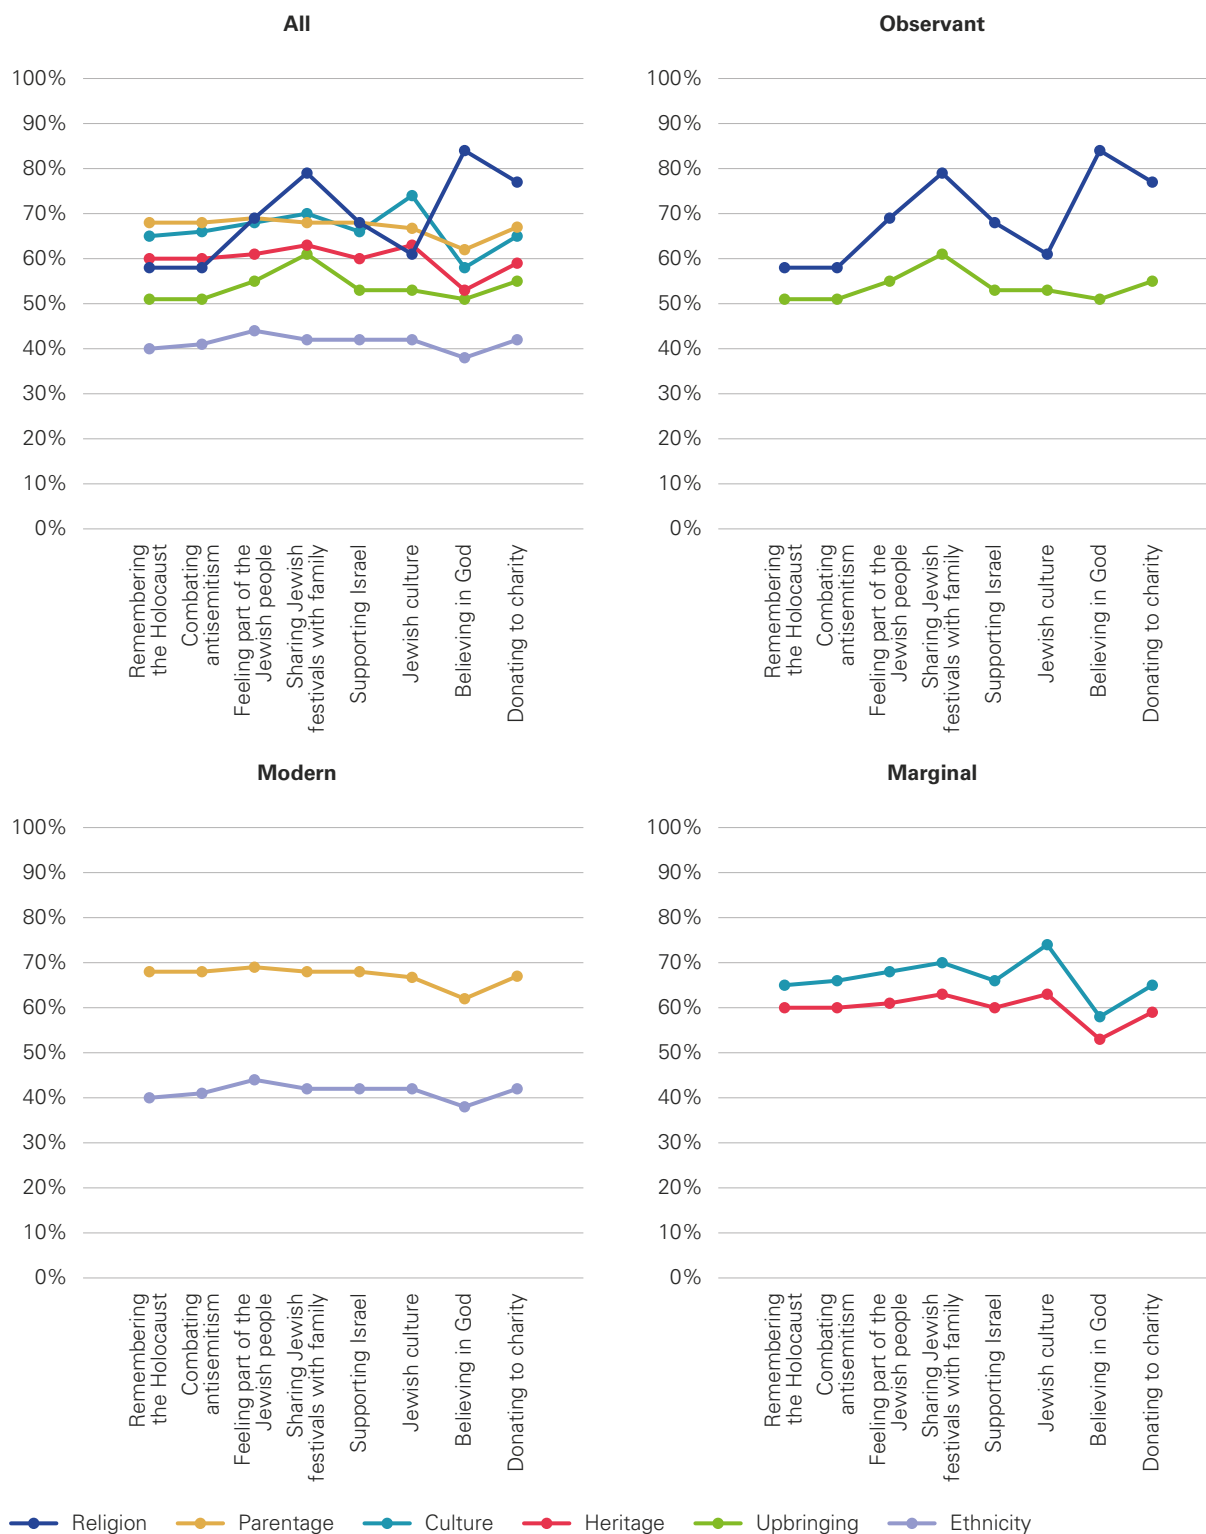 All
100%
90%
80%
70%
60%
50%
40%
30%
20%
10%
0%
Remembering
the Holocaust
Combating
antisemitism
Feeling part of the
Jewish people
Sharing Jewish
festivals with family
Supporting Israel
Jewish culture
Believing in God
Donating to charity
Observant
100%
90%
80%
70%
60%
50%
40%
30%
20%
10%
0%
Remembering
the Holocaust
Combating
antisemitism
Feeling part of the
Jewish people
Sharing Jewish
festivals with family
Supporting Israel
Jewish culture
Believing in God
Donating to charity
Modern
100%
90%
80%
70%
60%
50%
40%
30%
20%
10%
0%
Remembering
the Holocaust
Combating
antisemitism
Feeling part of the
Jewish people
Sharing Jewish
festivals with family
Supporting Israel
Jewish culture
Believing in God
Donating to charity
Marginal
100%
90%
80%
70%
60%
50%
40%
30%
20%
10%
0%
Remembering
the Holocaust
Combating
antisemitism
Feeling part of the
Jewish people
Sharing Jewish
festivals with family
Supporting Israel
Jewish culture
Believing in God
Donating to charity
Religion Parentage Culture Heritage Upbringing Ethnicity